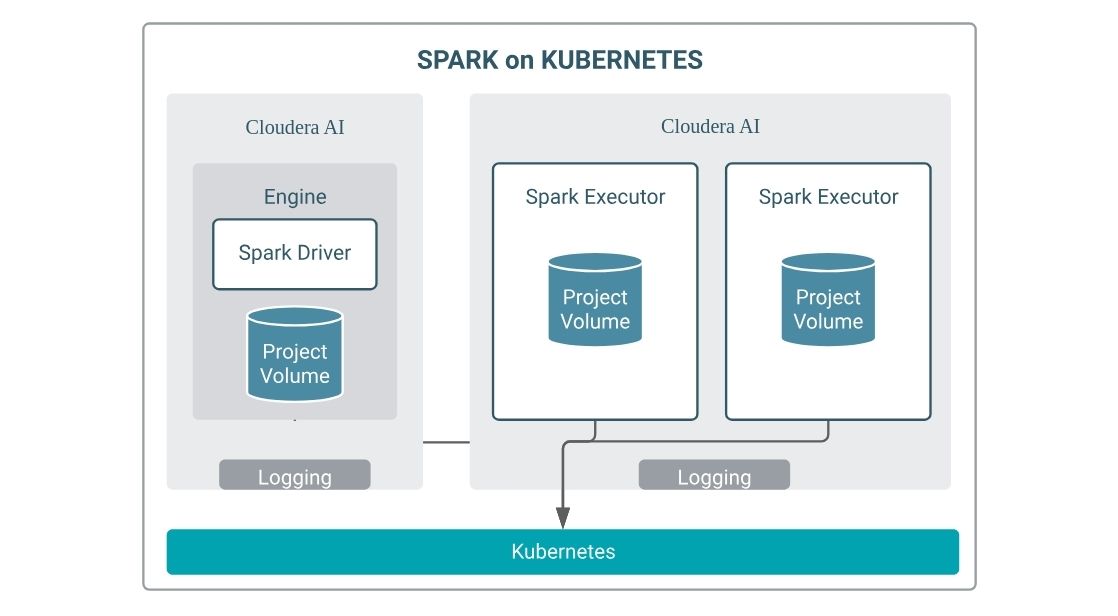 SPARK on KUBERNETES
Cloudera AI
Engine
Spark Driver
Project
Volume
Logging
Cloudera AI
Spark Executor
Project
Volume
Spark Executor
Project
Volume
Logging
Kubernetes